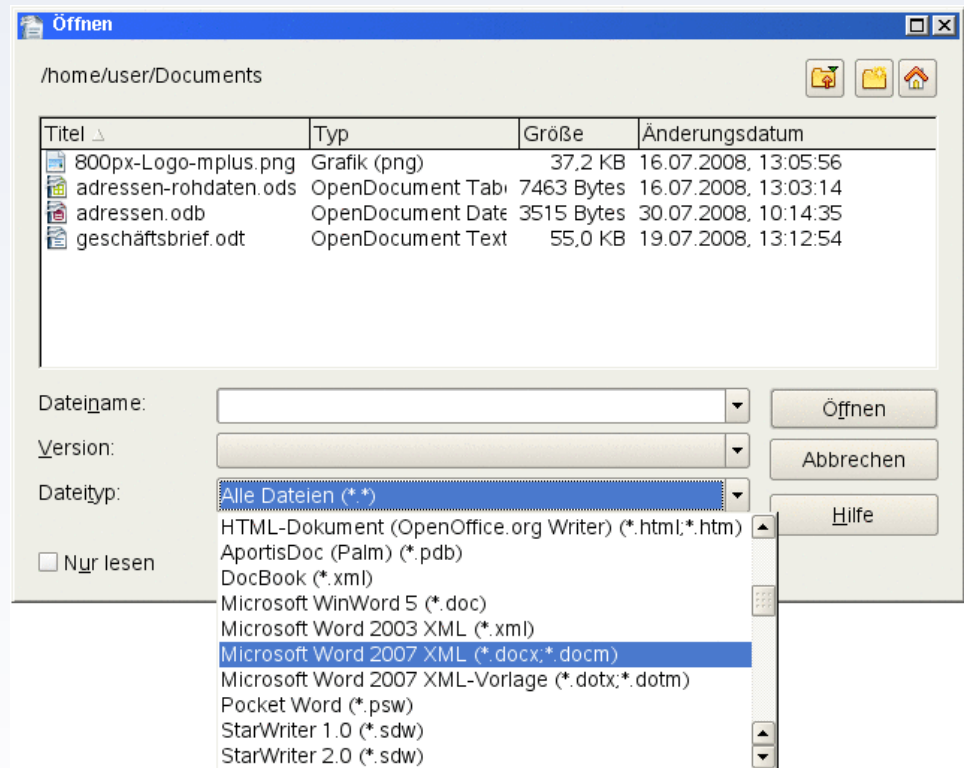 Öffnen
/home/user/Documents
Titel Typ Größe Änderungsdatum
800px-Logo-mplus.png Grafik (png) 37,2 KB 16.07.2008, 13:05:56
adressen-rohdaten.ods OpenDocument Tab 7463 Bytes 16.07.2008, 13:03:14
adressen.odb OpenDocument Date 3515 Bytes 30.07.2008, 10:14:35
geschäftsbrief.odt OpenDocument Text 55,0 KB 19.07.2008, 13:12:54
Dateiname: Öffnen
Version: Abbrechen
Dateityp: Alle Dateien (*.*)
Hilfe
HTML-Dokument (OpenOffice.org Writer) (*.html;*.htm)
AportisDoc (Palm) (*.pdb)
Nur lesen
DocBook (*.xml)
Microsoft WinWord 5 (*.doc)
Microsoft Word 2003 XML (*.xml)
Microsoft Word 2007 XML (*.docx;*.docm)
Microsoft Word 2007 XML-Vorlage (*.dotx;*.dotm)
Pocket Word (*.psw)
StarWriter 1.0 (*.sdw)
StarWriter 2.0 (*.sdw)